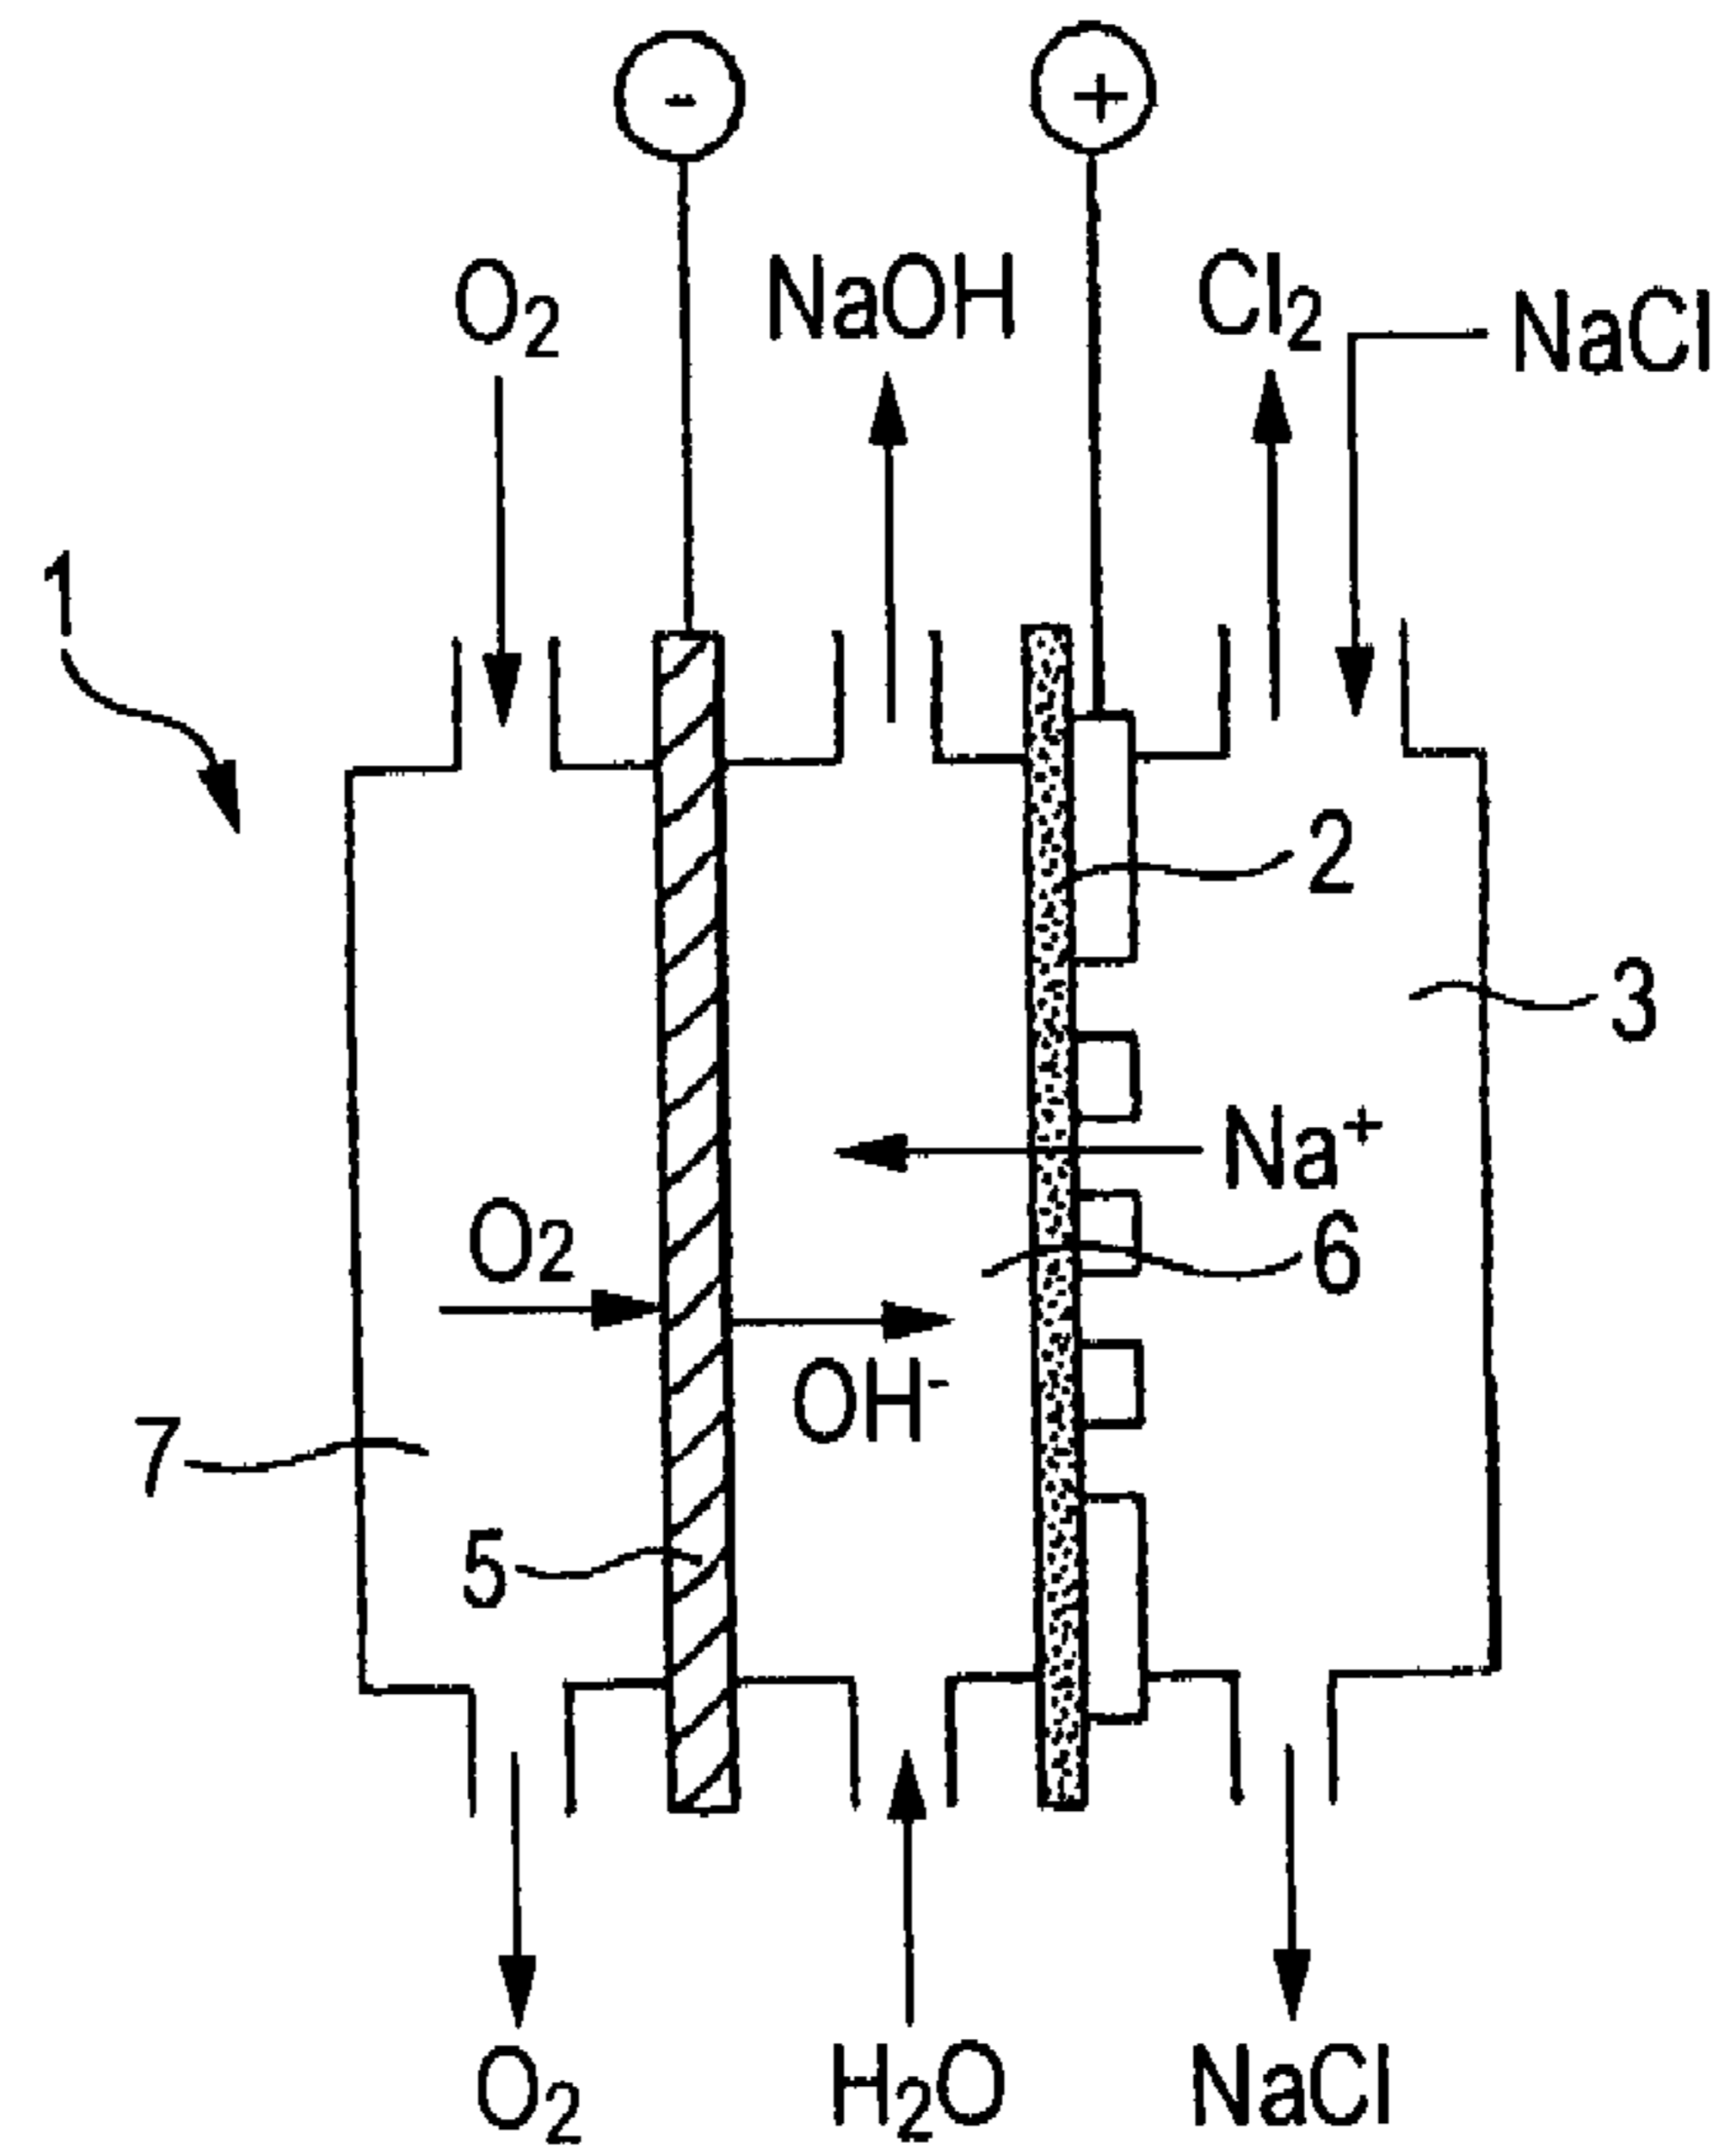 - +
O₂ NaOH Cl₂ NaCl
1
2
3
Na⁺
O₂ 6
OH⁻
7
5
O₂ H₂O NaCl